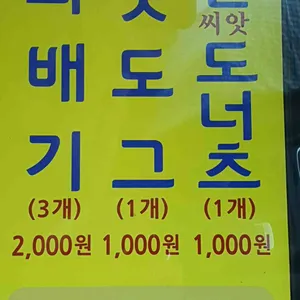 배기
(3개)
2,000원
도그
(1개)
1,000원
씨앗
도너츠
(1개)
1,000원